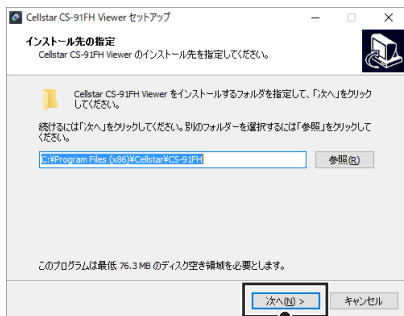 Cellstar CS-91FH Viewer セットアップ
インストール先の指定
Cellstar CS-91FH Viewer のインストール先を指定してください。
Cellstar CS-91FH Viewer をインストールするフォルダを指定して、「次へ」をクリック
してください。
続けるには「次へ」をクリックしてください。別のフォルダーを選択するには「参照」をクリックして
ください。
C:¥Program Files (x86)¥Cellstar¥CS-91FH
参照(R)
このプログラムは最低 76.3 MB のディスク空き領域を必要とします。
次へ(N) >
キャンセル